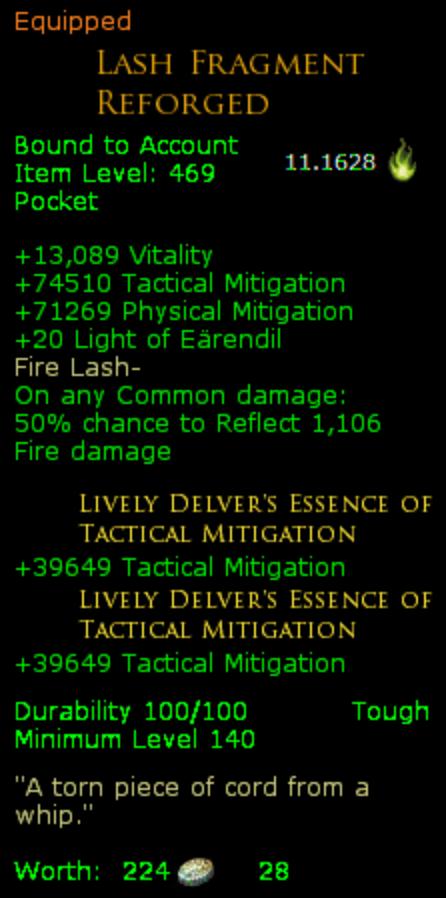 Equipped
Lash Fragment
Reforged
Bound to Account
Item Level: 469
11.1628
Pocket
+13,089 Vitality
+74510 Tactical Mitigation
+71269 Physical Mitigation
+20 Light of Eärendil
Fire Lash-
On any Common damage:
50% chance to Reflect 1,106
Fire damage
Lively Delver's Essence of
Tactical Mitigation
+39649 Tactical Mitigation
Lively Delver's Essence of
Tactical Mitigation
+39649 Tactical Mitigation
Durability 100/100 Tough
Minimum Level 140
"A torn piece of cord from a
whip."
Worth: 224 28